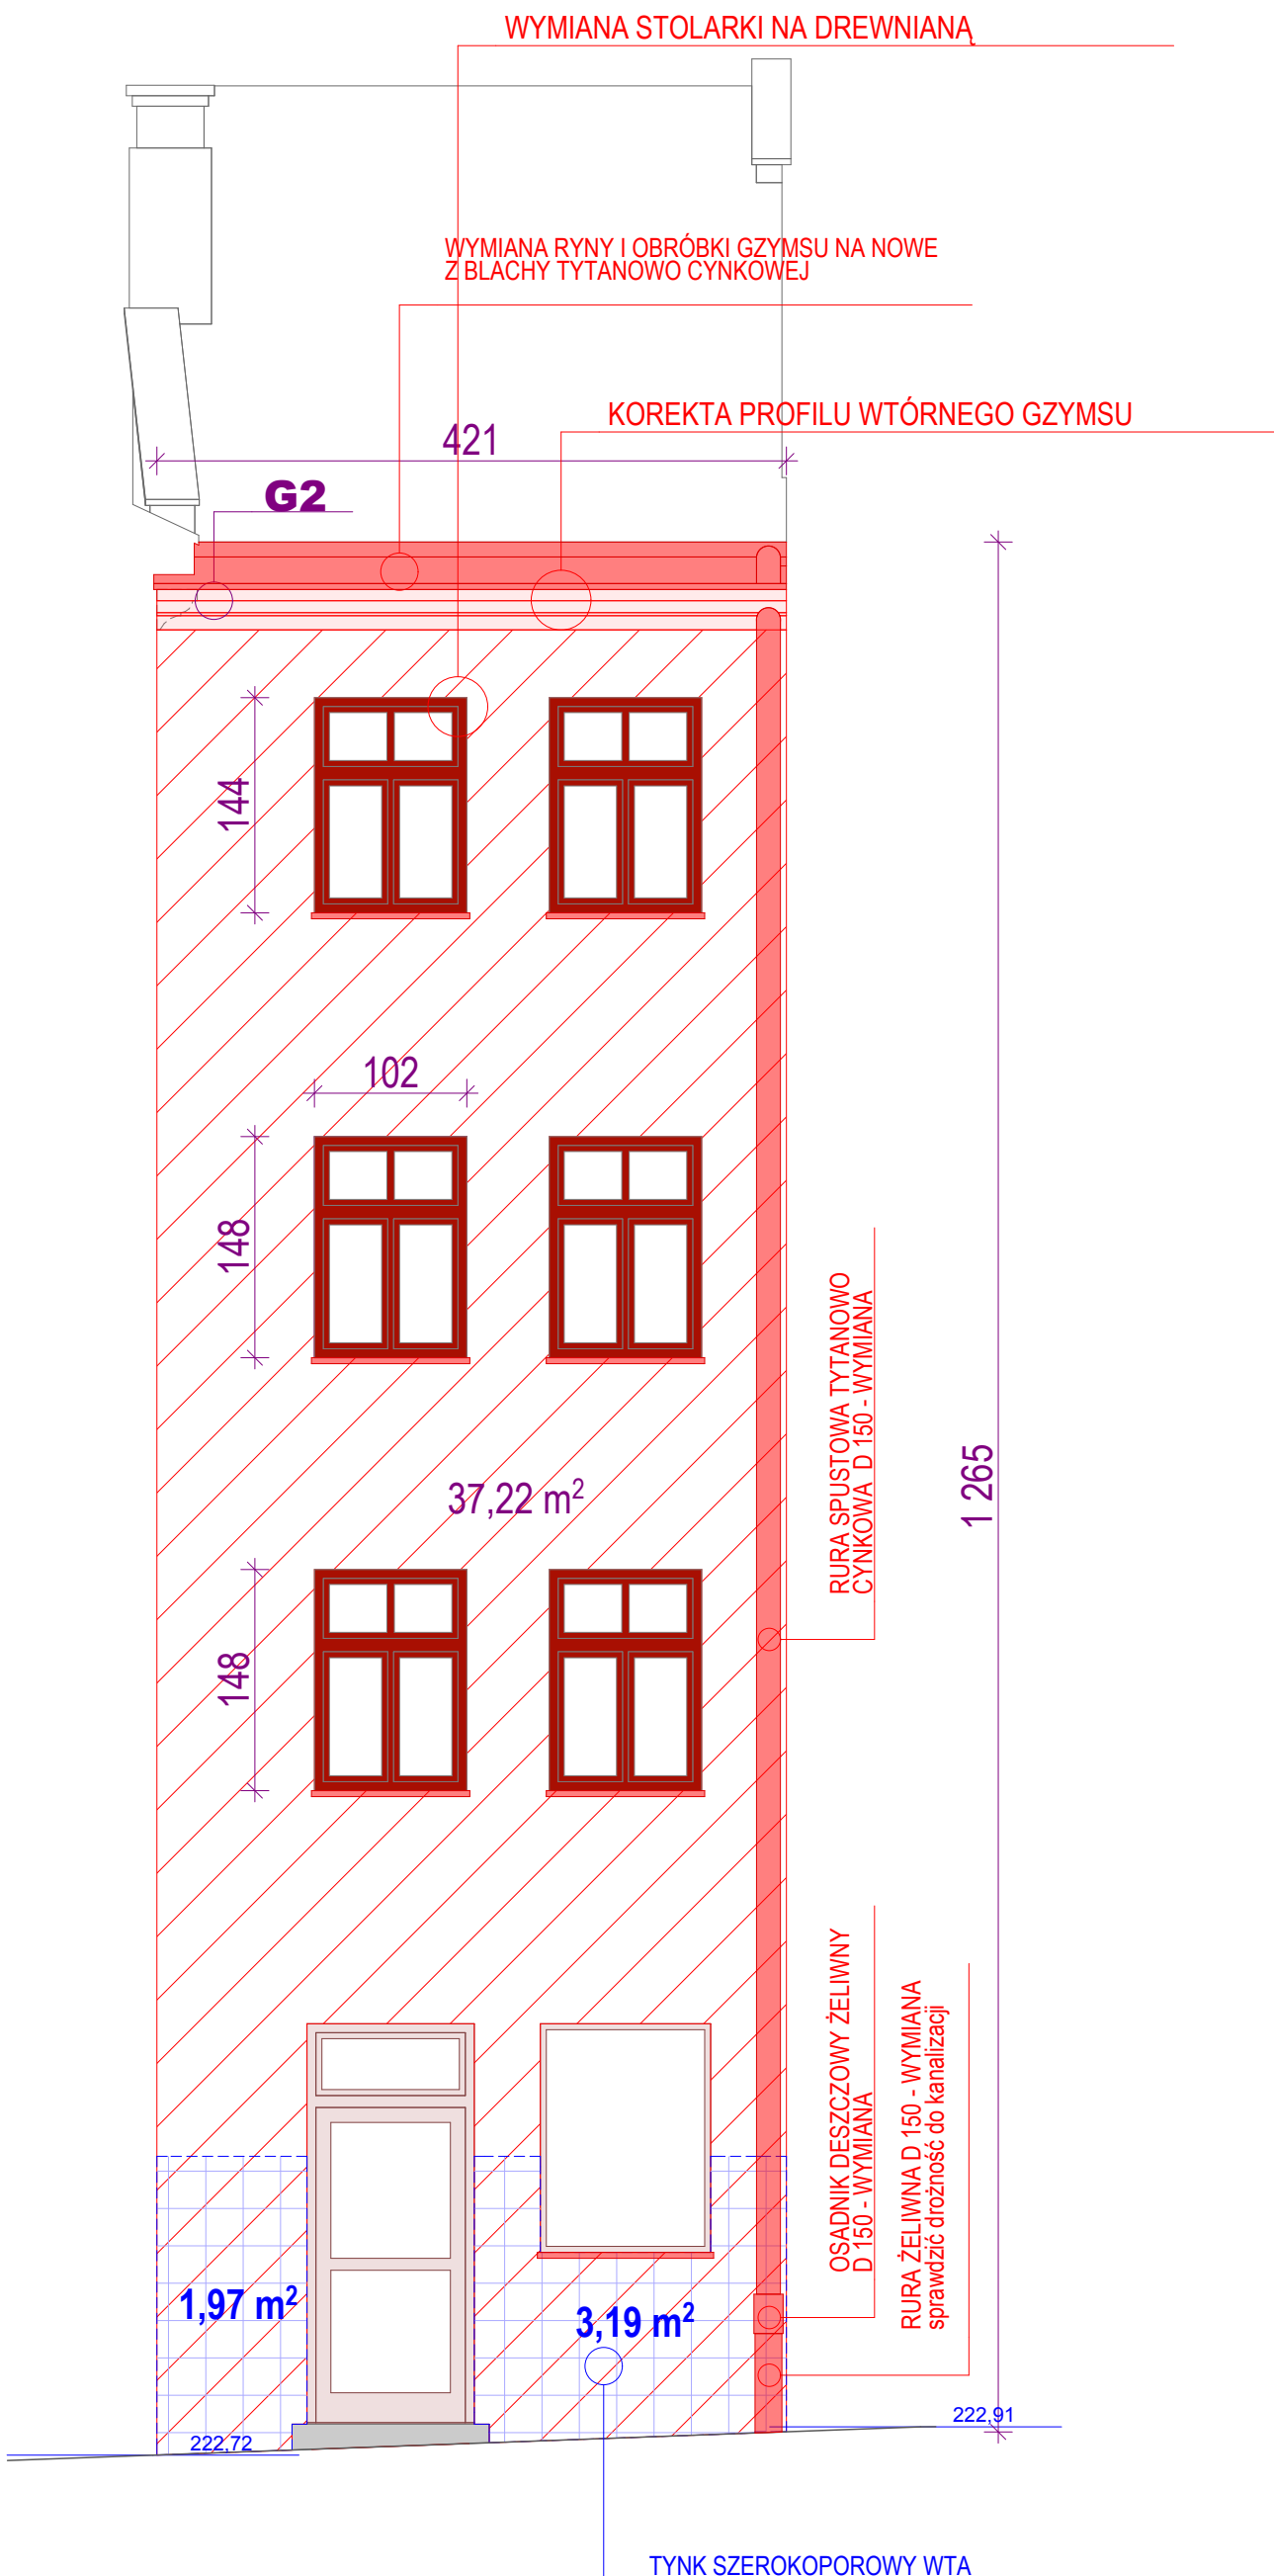 WYMIANA STOLARKI NA DREWNIANĄ
WYMIANA RYNY I OBRÓBKI GZYMSU NA NOWE
Z BLACHY TYTANOWO CYNKOWEJ
KOREKTA PROFILU WTÓRNEGO GZYMSU
421
G2
144
102
148
RURA SPUSTOWA TYTANOWO
CYNKOWA D 150 - WYMIANA
1 265
37,22 m²
148
OSADNIK DESZCZOWY ŻELIWNY
D 150 - WYMIANA
RURA ŻELIWNA D 150 - WYMIANA
sprawdzić drożność do kanalizacji
1,97 m²
3,19 m²
222,91
222,72
TYNK SZEROKOPOROWY WTA